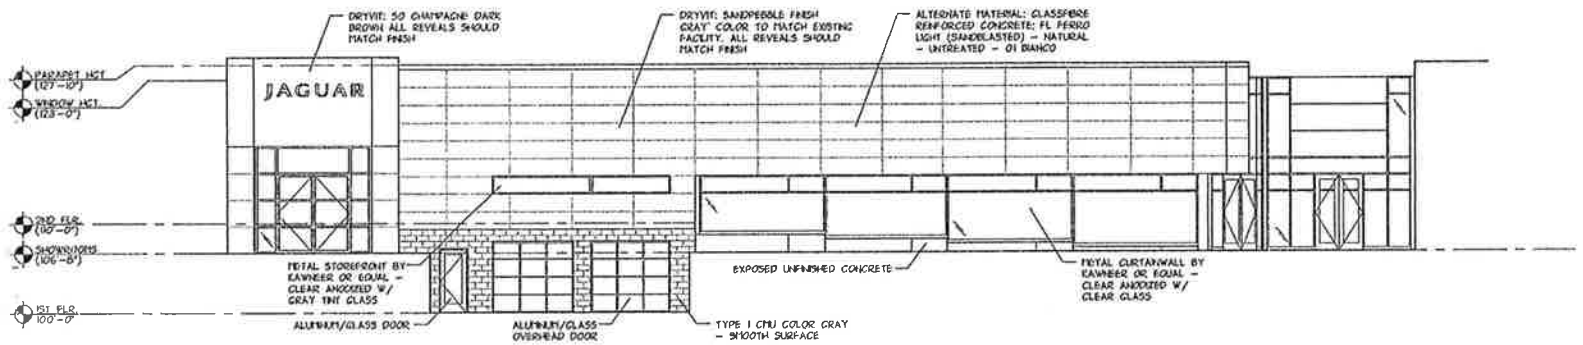 DRYVIT: SO CHAMPAGNE DARK
BROWN ALL REVEALS SHOULD
MATCH FINISH
DRYVIT: SANDPEBBLE FINISH
GRAY COLOR TO MATCH EXISTING
FACILITY. ALL REVEALS SHOULD
MATCH FINISH
ALTERNATE MATERIAL: GLASSFIBRE
REINFORCED CONCRETE: FL FERRO
LIGHT (SANDBLASTED) - NATURAL
- UNTREATED - 01 BIANCO
PARAPET HGT
(127'-10")
WINDOW HGT.
(123'-0")
JAGUAR
2ND FLR.
(110'-0")
SHOWROOMS
(106'-8")
1ST FLR.
100'-0"
METAL STOREFRONT BY
KAWNEER OR EQUAL -
CLEAR ANODIZED W/
GRAY TINT GLASS
ALUMINUM/GLASS DOOR
ALUMINUM/GLASS
OVERHEAD DOOR
TYPE 1 CMU COLOR GRAY
- SMOOTH SURFACE
EXPOSED UNFINISHED CONCRETE
METAL CURTAINWALL BY
KAWNEER OR EQUAL -
CLEAR ANODIZED W/
CLEAR GLASS